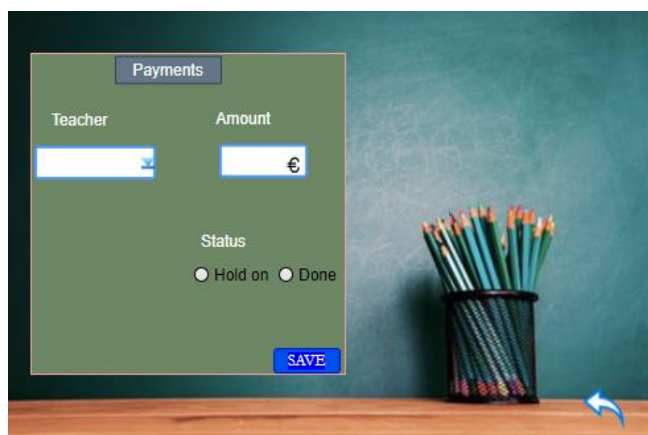 Payments
Teacher Amount
€
Status
Hold on Done
SAVE